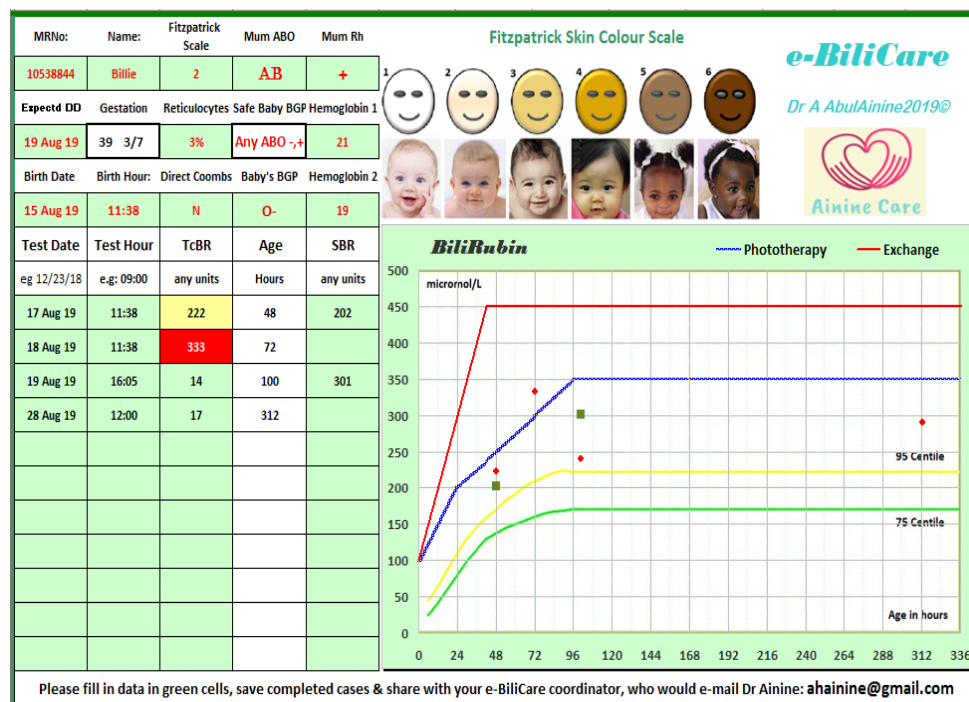 MRNo: Name: Fitzpatrick Scale Mum ABO Mum Rh
10538844 Billie 2 AB +
Expectd DD Gestation Reticulocytes Safe Baby BGP Hemoglobin 1
19 Aug 19 39 3/7 3% Any ABO -,+ 21
Birth Date Birth Hour: Direct Coombs Baby's BGP Hemoglobin 2
15 Aug 19 11:38 N O- 19
Test Date Test Hour TcBR Age SBR
eg 12/23/18 e.g: 09:00 any units Hours any units
17 Aug 19 11:38 222 48 202
18 Aug 19 11:38 333 72
19 Aug 19 16:05 14 100 301
28 Aug 19 12:00 17 312
Fitzpatrick Skin Colour Scale
1 2 3 4 5 6
e-BiliCare
Dr A AbulAinine2019©
Ainine Care
BiliRubin
Phototherapy Exchange
micrornol/L
500
450
400
350
300
250
200
150
100
50
0
95 Centile
75 Centile
Age in hours
0 24 48 72 96 120 144 168 192 216 240 264 288 312 336
Please fill in data in green cells, save completed cases & share with your e-BiliCare coordinator, who would e-mail Dr Ainine: ahainine@gmail.com